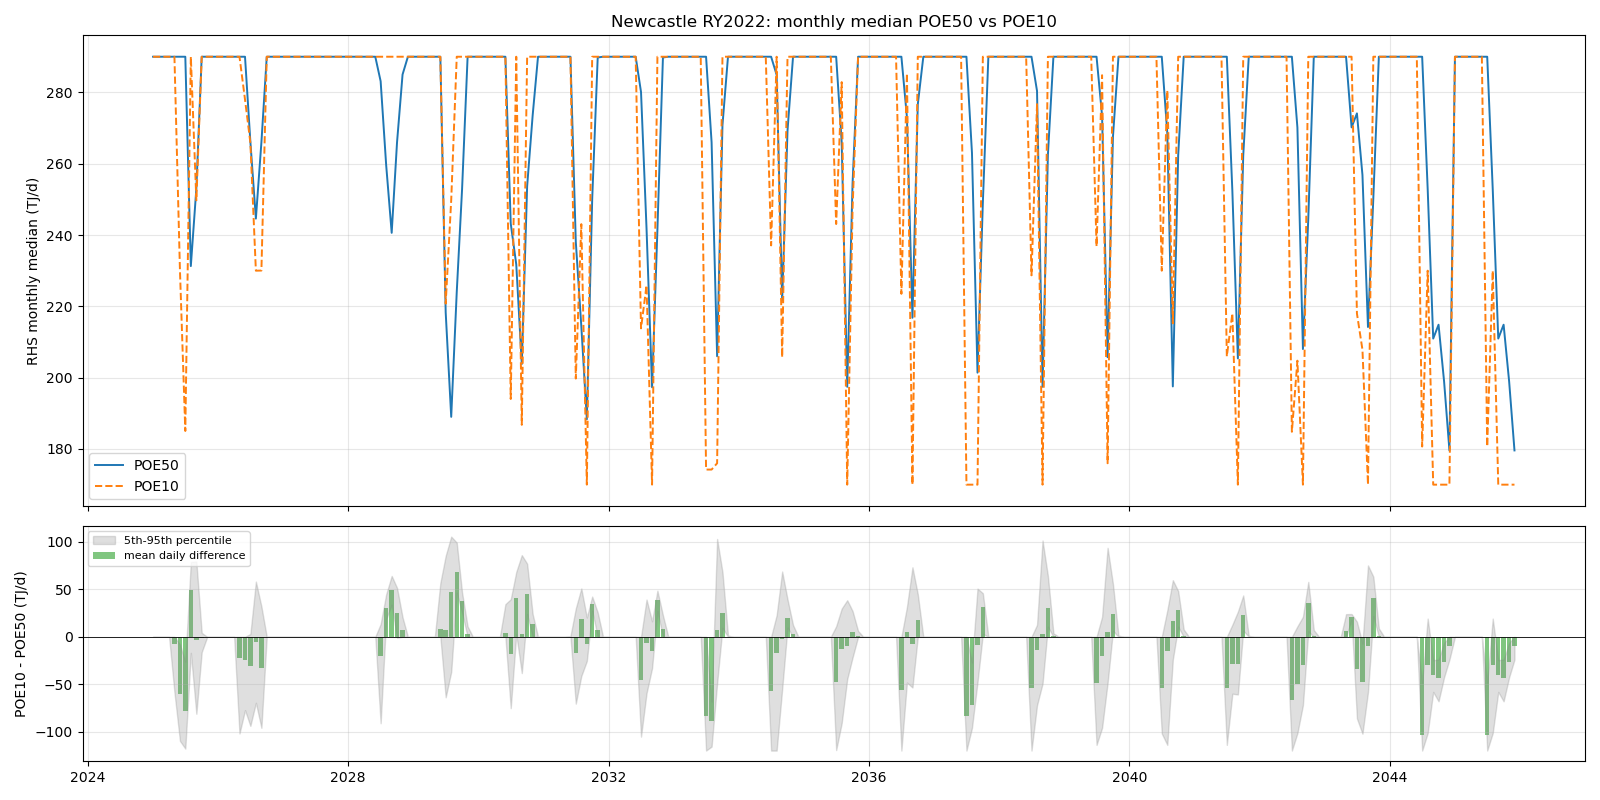 Newcastle RY2022: monthly median POE50 vs POE10
RHS monthly median (TJ/d)
280
260
240
220
200
180
POE50
POE10
POE10 - POE50 (TJ/d)
100
50
0
−50
−100
5th-95th percentile
mean daily difference
2024
2028
2032
2036
2040
2044